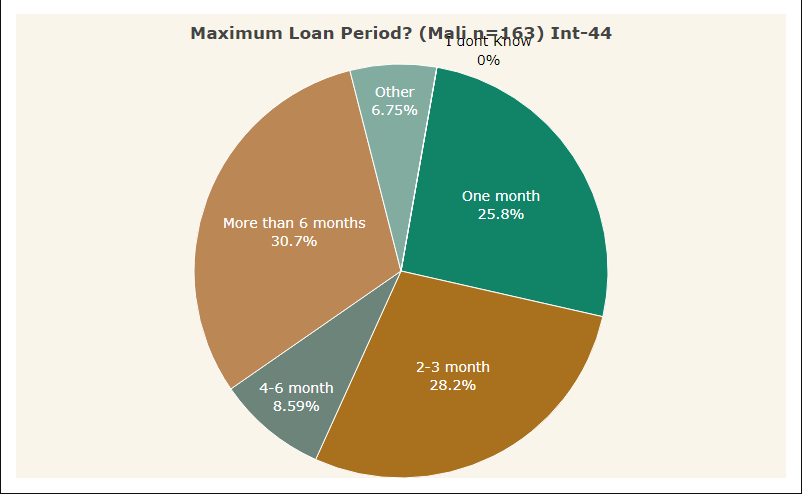 Maximum Loan Period? (Mali n=163) Int-44
I dont Know
0%
Other
6.75%
One month
25.8%
More than 6 months
30.7%
2-3 month
28.2%
4-6 month
8.59%